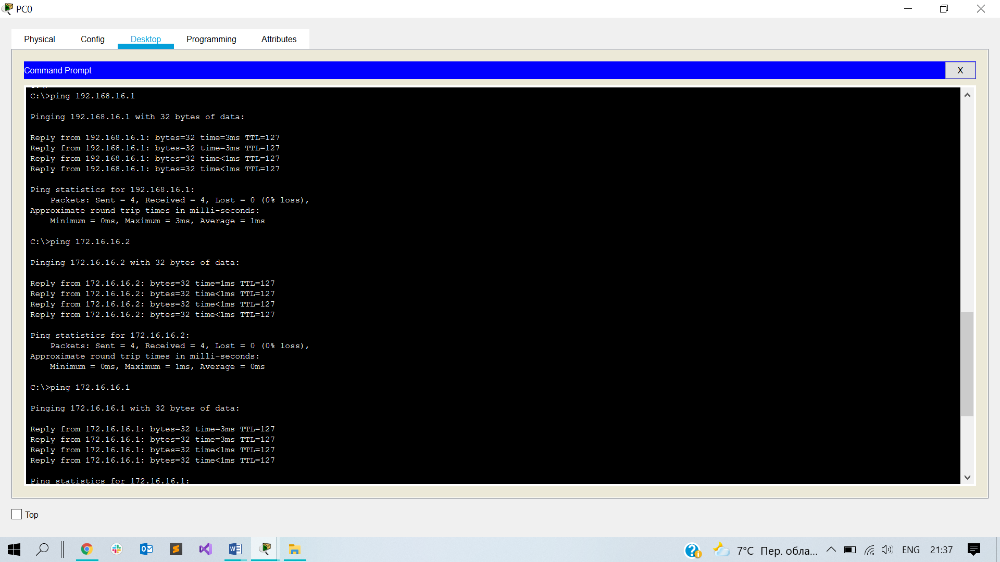 PC0
Physical Config Desktop Programming Attributes
Command Prompt X
C:\>ping 192.168.16.1
Pinging 192.168.16.1 with 32 bytes of data:
Reply from 192.168.16.1: bytes=32 time=3ms TTL=127
Reply from 192.168.16.1: bytes=32 time=3ms TTL=127
Reply from 192.168.16.1: bytes=32 time<1ms TTL=127
Reply from 192.168.16.1: bytes=32 time<1ms TTL=127
Ping statistics for 192.168.16.1:
Packets: Sent = 4, Received = 4, Lost = 0 (0% loss),
Approximate round trip times in milli-seconds:
Minimum = 0ms, Maximum = 3ms, Average = 1ms
C:\>ping 172.16.16.2
Pinging 172.16.16.2 with 32 bytes of data:
Reply from 172.16.16.2: bytes=32 time=1ms TTL=127
Reply from 172.16.16.2: bytes=32 time<1ms TTL=127
Reply from 172.16.16.2: bytes=32 time<1ms TTL=127
Reply from 172.16.16.2: bytes=32 time<1ms TTL=127
Ping statistics for 172.16.16.2:
Packets: Sent = 4, Received = 4, Lost = 0 (0% loss),
Approximate round trip times in milli-seconds:
Minimum = 0ms, Maximum = 1ms, Average = 0ms
C:\>ping 172.16.16.1
Pinging 172.16.16.1 with 32 bytes of data:
Reply from 172.16.16.1: bytes=32 time=3ms TTL=127
Reply from 172.16.16.1: bytes=32 time=3ms TTL=127
Reply from 172.16.16.1: bytes=32 time<1ms TTL=127
Reply from 172.16.16.1: bytes=32 time<1ms TTL=127
Ping statistics for 172.16.16.1:
Top
7°C Пер. обла... ENG 21:37